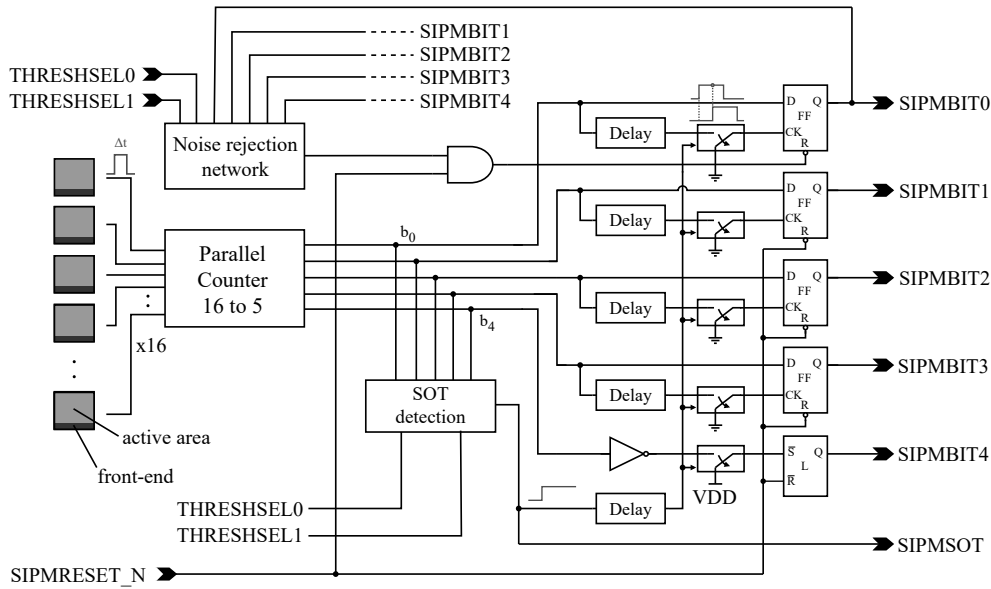 SIPMBIT1
SIPMBIT2
SIPMBIT3
SIPMBIT4
THRESHSEL0
THRESHSEL1
Noise rejection
network
Δt
D Q
FF
CK
R
SIPMBIT0
Delay
D Q
FF
CK
R
SIPMBIT1
Delay
Parallel
Counter
16 to 5
b0
b4
D Q
FF
CK
R
SIPMBIT2
Delay
x16
D Q
FF
CK
R
SIPMBIT3
Delay
SOT
detection
active area
front-end
S̅ Q
L
R̅
SIPMBIT4
VDD
THRESHSEL0
THRESHSEL1
Delay
SIPMSOT
SIPMRESET_N